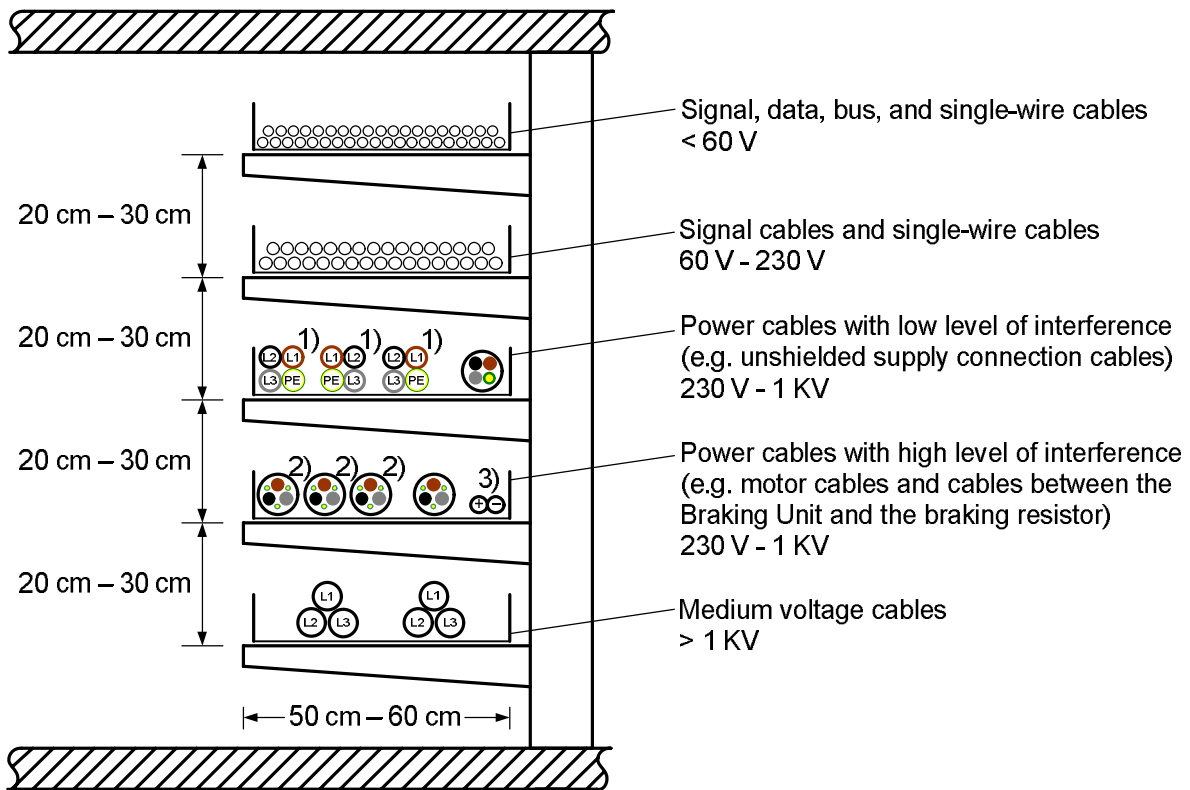 Signal, data, bus, and single-wire cables
< 60 V
20 cm – 30 cm
Signal cables and single-wire cables
60 V - 230 V
20 cm – 30 cm
Power cables with low level of interference
(e.g. unshielded supply connection cables)
230 V - 1 KV
1) 1) 1)
L2 L1 L1 L2 L2 L1
L3 PE PE L3 L3 PE
20 cm – 30 cm
Power cables with high level of interference
(e.g. motor cables and cables between the
Braking Unit and the braking resistor)
230 V - 1 KV
2) 2) 2) 3)
+ –
20 cm – 30 cm
Medium voltage cables
> 1 KV
L1 L1
L2 L3 L2 L3
50 cm – 60 cm